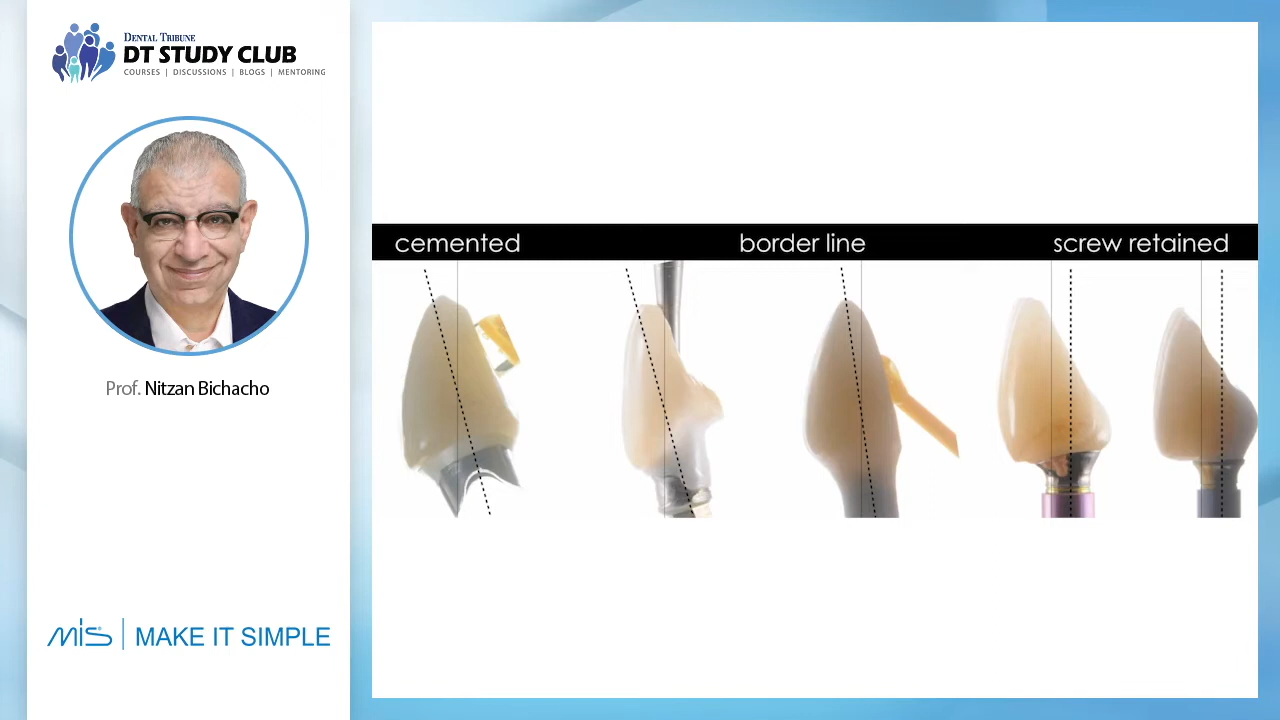 DENTAL TRIBUNE
DT STUDY CLUB
COURSES | DISCUSSIONS | BLOGS | MENTORING
Prof. Nitzan Bichacho
mis | MAKE IT SIMPLE
cemented border line screw retained